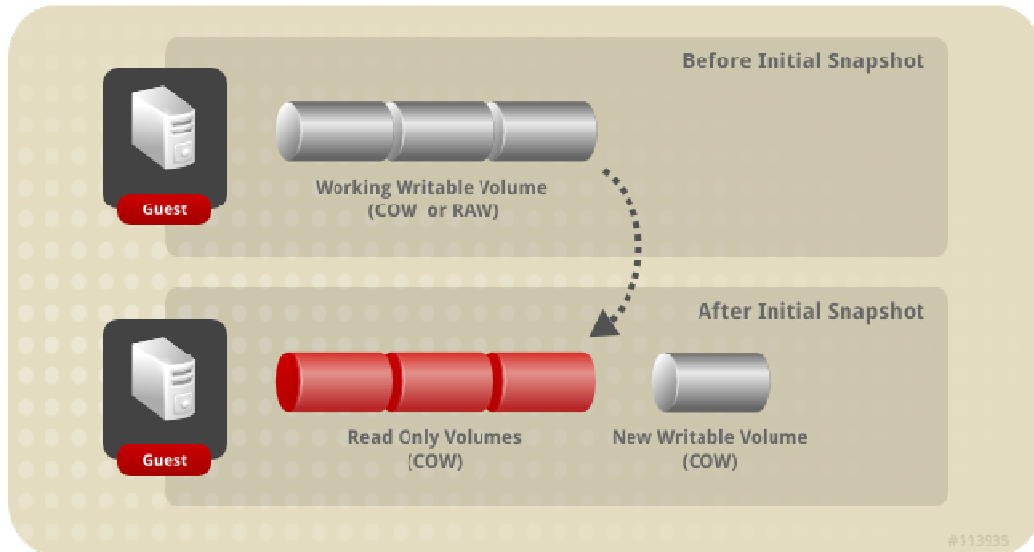 Before Initial Snapshot
Working Writable Volume
(COW or RAW)
Guest
After Initial Snapshot
Read Only Volumes
(COW)
New Writable Volume
(COW)
Guest
#113935